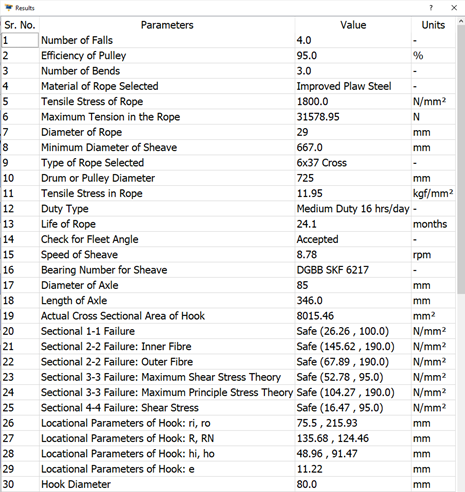 Results
Sr. No. Parameters Value Units
1 Number of Falls 4.0 -
2 Efficiency of Pulley 95.0 %
3 Number of Bends 3.0 -
4 Material of Rope Selected Improved Plaw Steel -
5 Tensile Stress of Rope 1800.0 N/mm²
6 Maximum Tension in the Rope 31578.95 N
7 Diameter of Rope 29 mm
8 Minimum Diameter of Sheave 667.0 mm
9 Type of Rope Selected 6x37 Cross -
10 Drum or Pulley Diameter 725 mm
11 Tensile Stress in Rope 11.95 kgf/mm²
12 Duty Type Medium Duty 16 hrs/day -
13 Life of Rope 24.1 months
14 Check for Fleet Angle Accepted -
15 Speed of Sheave 8.78 rpm
16 Bearing Number for Sheave DGBB SKF 6217 -
17 Diameter of Axle 85 mm
18 Length of Axle 346.0 mm
19 Actual Cross Sectional Area of Hook 8015.46 mm²
20 Sectional 1-1 Failure Safe (26.26 , 100.0) N/mm²
21 Sectional 2-2 Failure: Inner Fibre Safe (145.62 , 190.0) N/mm²
22 Sectional 2-2 Failure: Outer Fibre Safe (67.89 , 190.0) N/mm²
23 Sectional 3-3 Failure: Maximum Shear Stress Theory Safe (52.78 , 95.0) N/mm²
24 Sectional 3-3 Failure: Maximum Principle Stress Theory Safe (104.27 , 190.0) N/mm²
25 Sectional 4-4 Failure: Shear Stress Safe (16.47 , 95.0) N/mm²
26 Locational Parameters of Hook: ri, ro 75.5 , 215.93 mm
27 Locational Parameters of Hook: R, RN 135.68 , 124.46 mm
28 Locational Parameters of Hook: hi, ho 48.96 , 91.47 mm
29 Locational Parameters of Hook: e 11.22 mm
30 Hook Diameter 80.0 mm